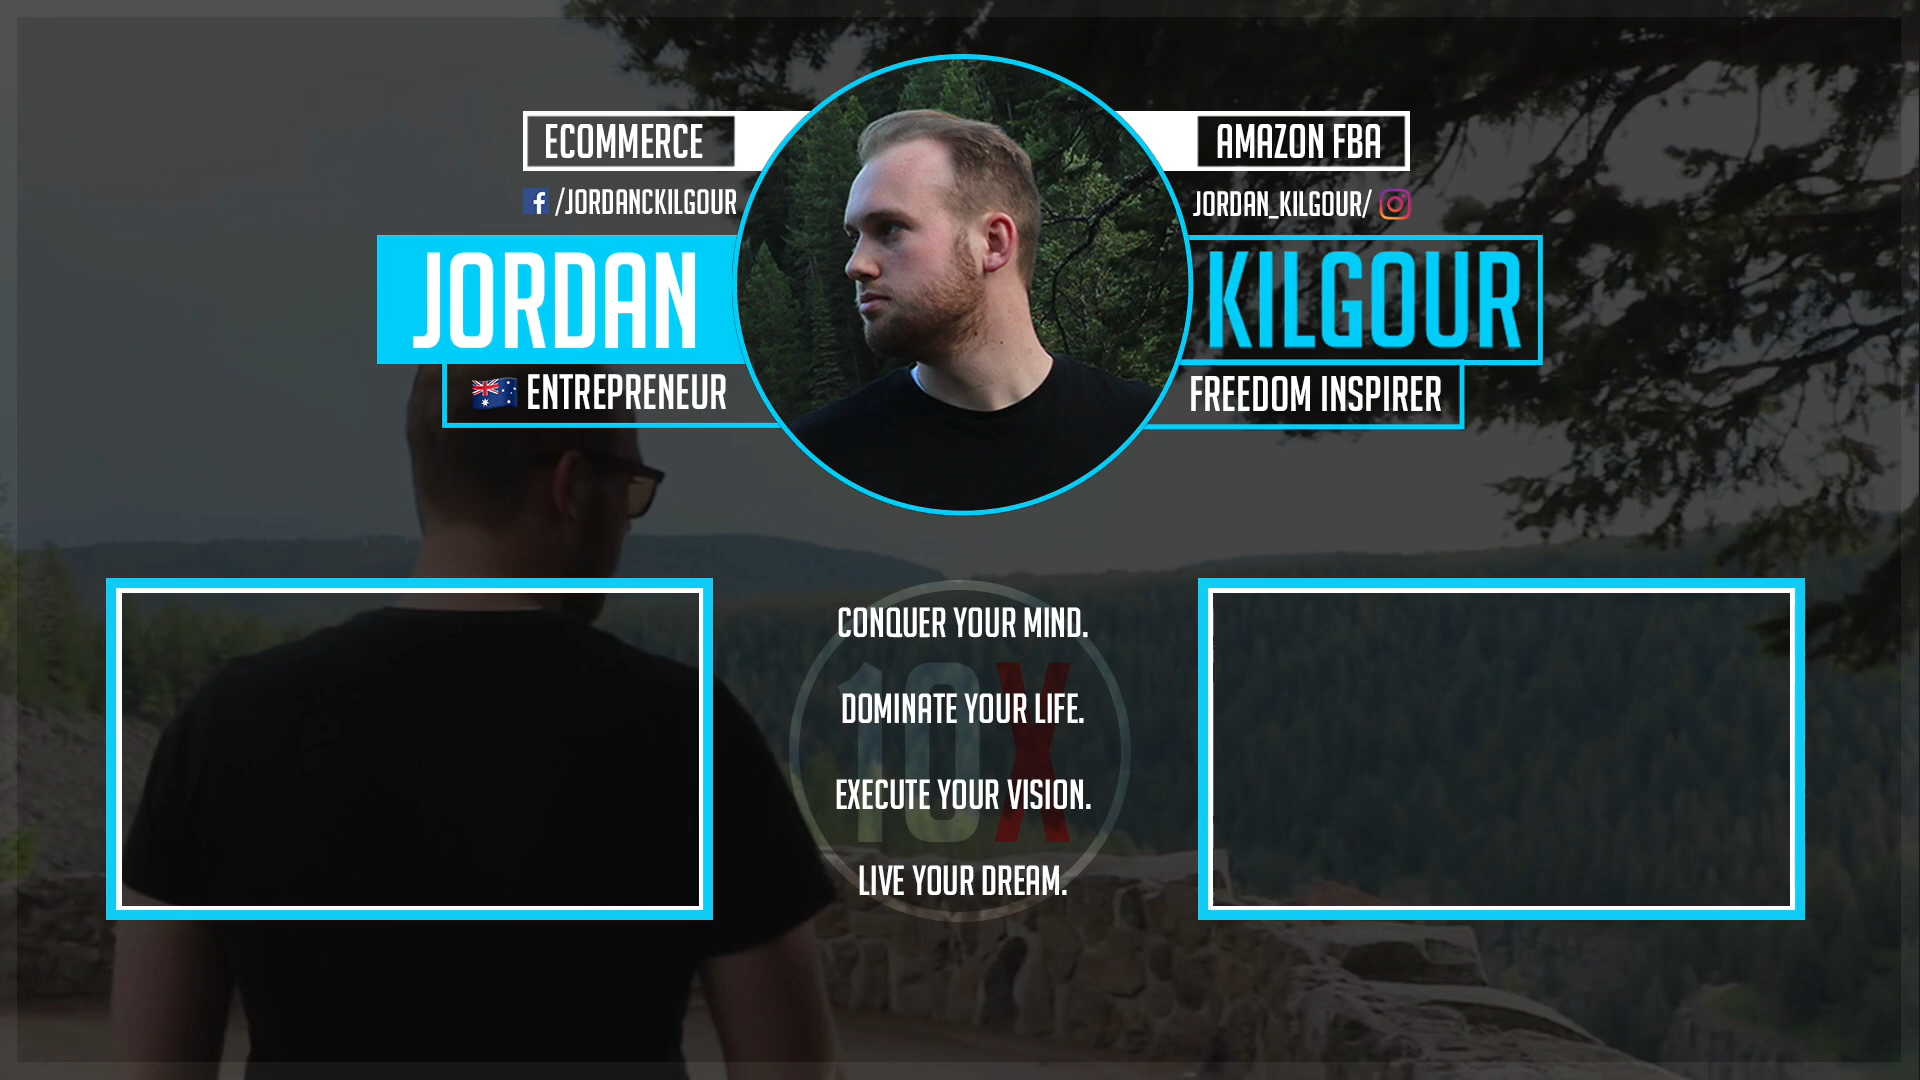 ECOMMERCE
AMAZON FBA
/JORDANCKILGOUR
JORDAN_KILGOUR/
JORDAN
KILGOUR
ENTREPRENEUR
FREEDOM INSPIRER
CONQUER YOUR MIND.
DOMINATE YOUR LIFE.
10X
EXECUTE YOUR VISION.
LIVE YOUR DREAM.